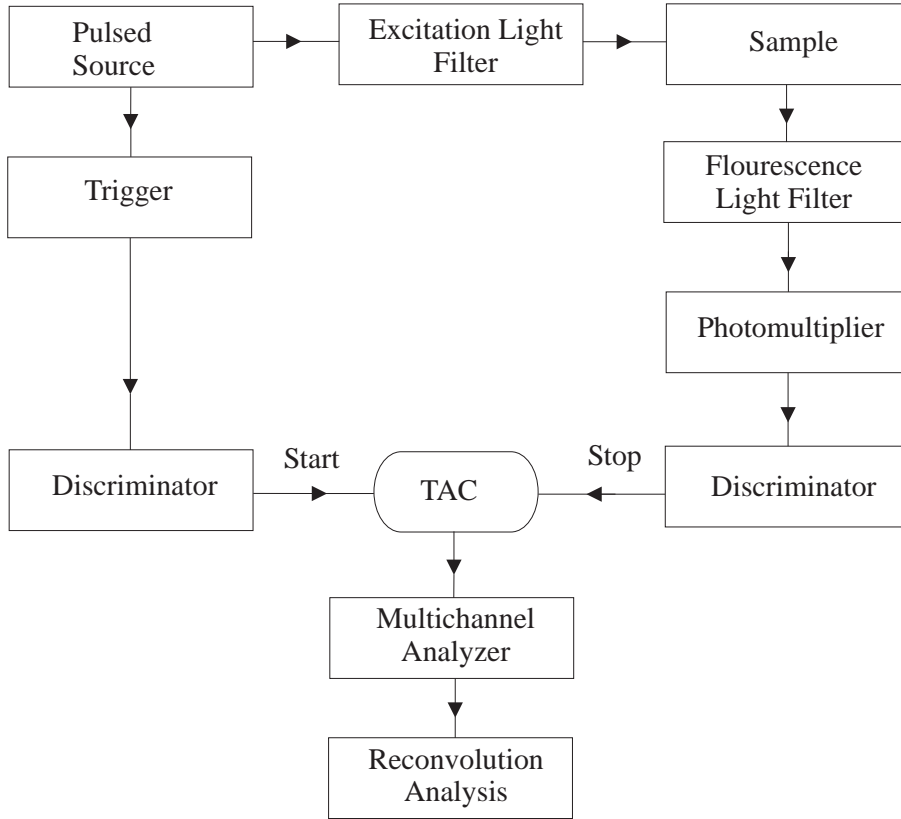 Pulsed
Source
Excitation Light
Filter
Sample
Trigger
Flourescence
Light Filter
Photomultiplier
Discriminator
Start
TAC
Stop
Discriminator
Multichannel
Analyzer
Reconvolution
Analysis